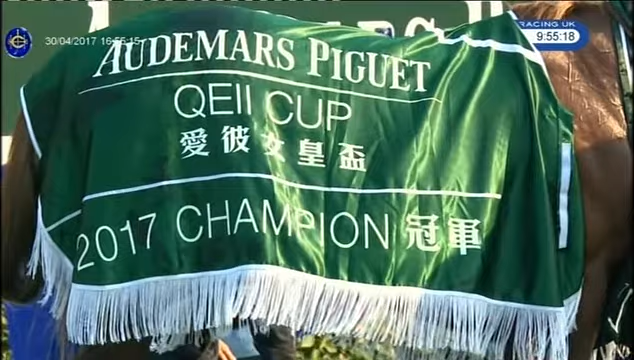 30/04/2017 16:55:15
RACING UK
9:55:18
AUDEMARS PIGUET
QEII CUP
愛彼女皇盃
2017 CHAMPION 冠軍